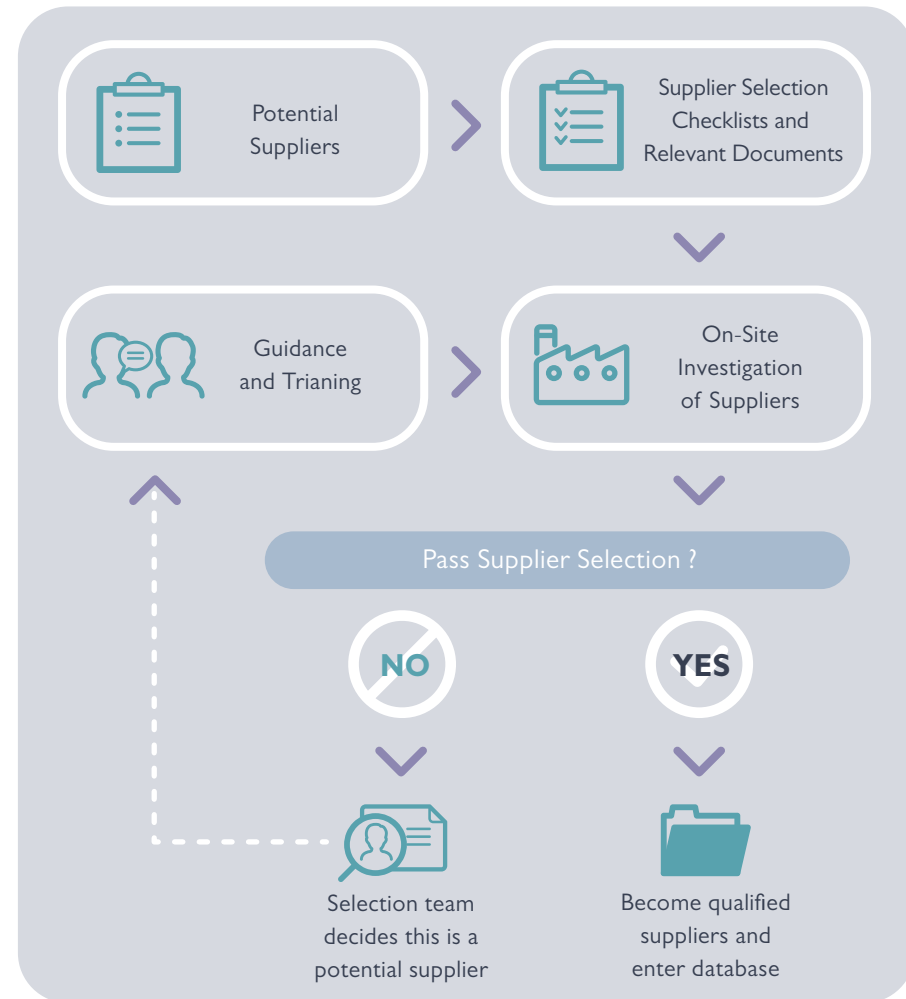 Potential
Suppliers
Supplier Selection
Checklists and
Relevant Documents
Guidance
and Trianing
On-Site
Investigation
of Suppliers
Pass Supplier Selection ?
NO
YES
Selection team
decides this is a
potential supplier
Become qualified
suppliers and
enter database